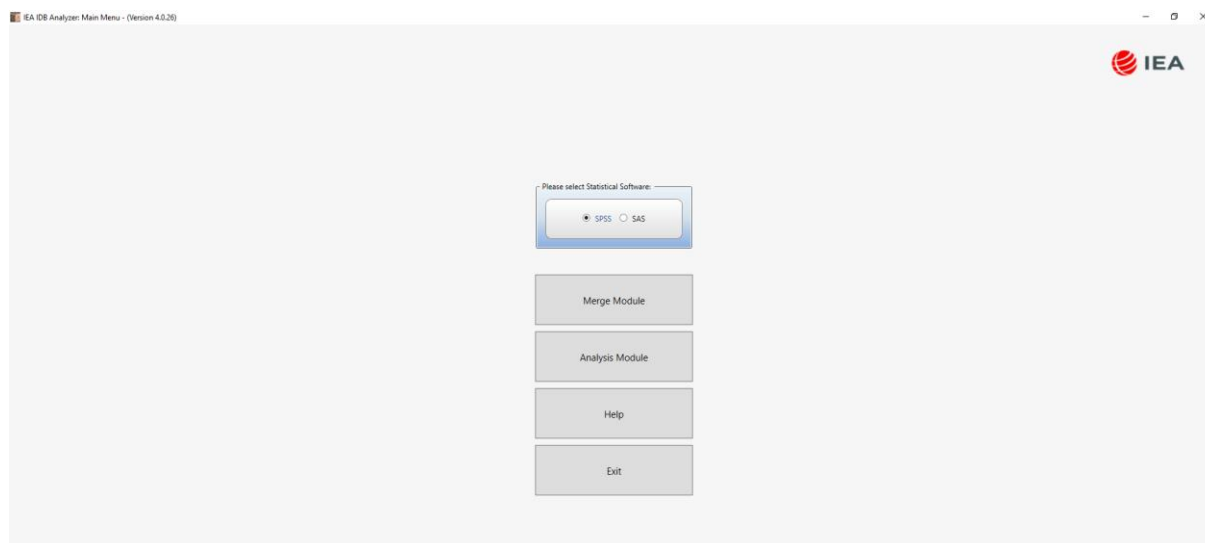 IEA IDB Analyzer: Main Menu - (Version 4.0.26)
IEA
Please select Statistical Software:
SPSS SAS
Merge Module
Analysis Module
Help
Exit